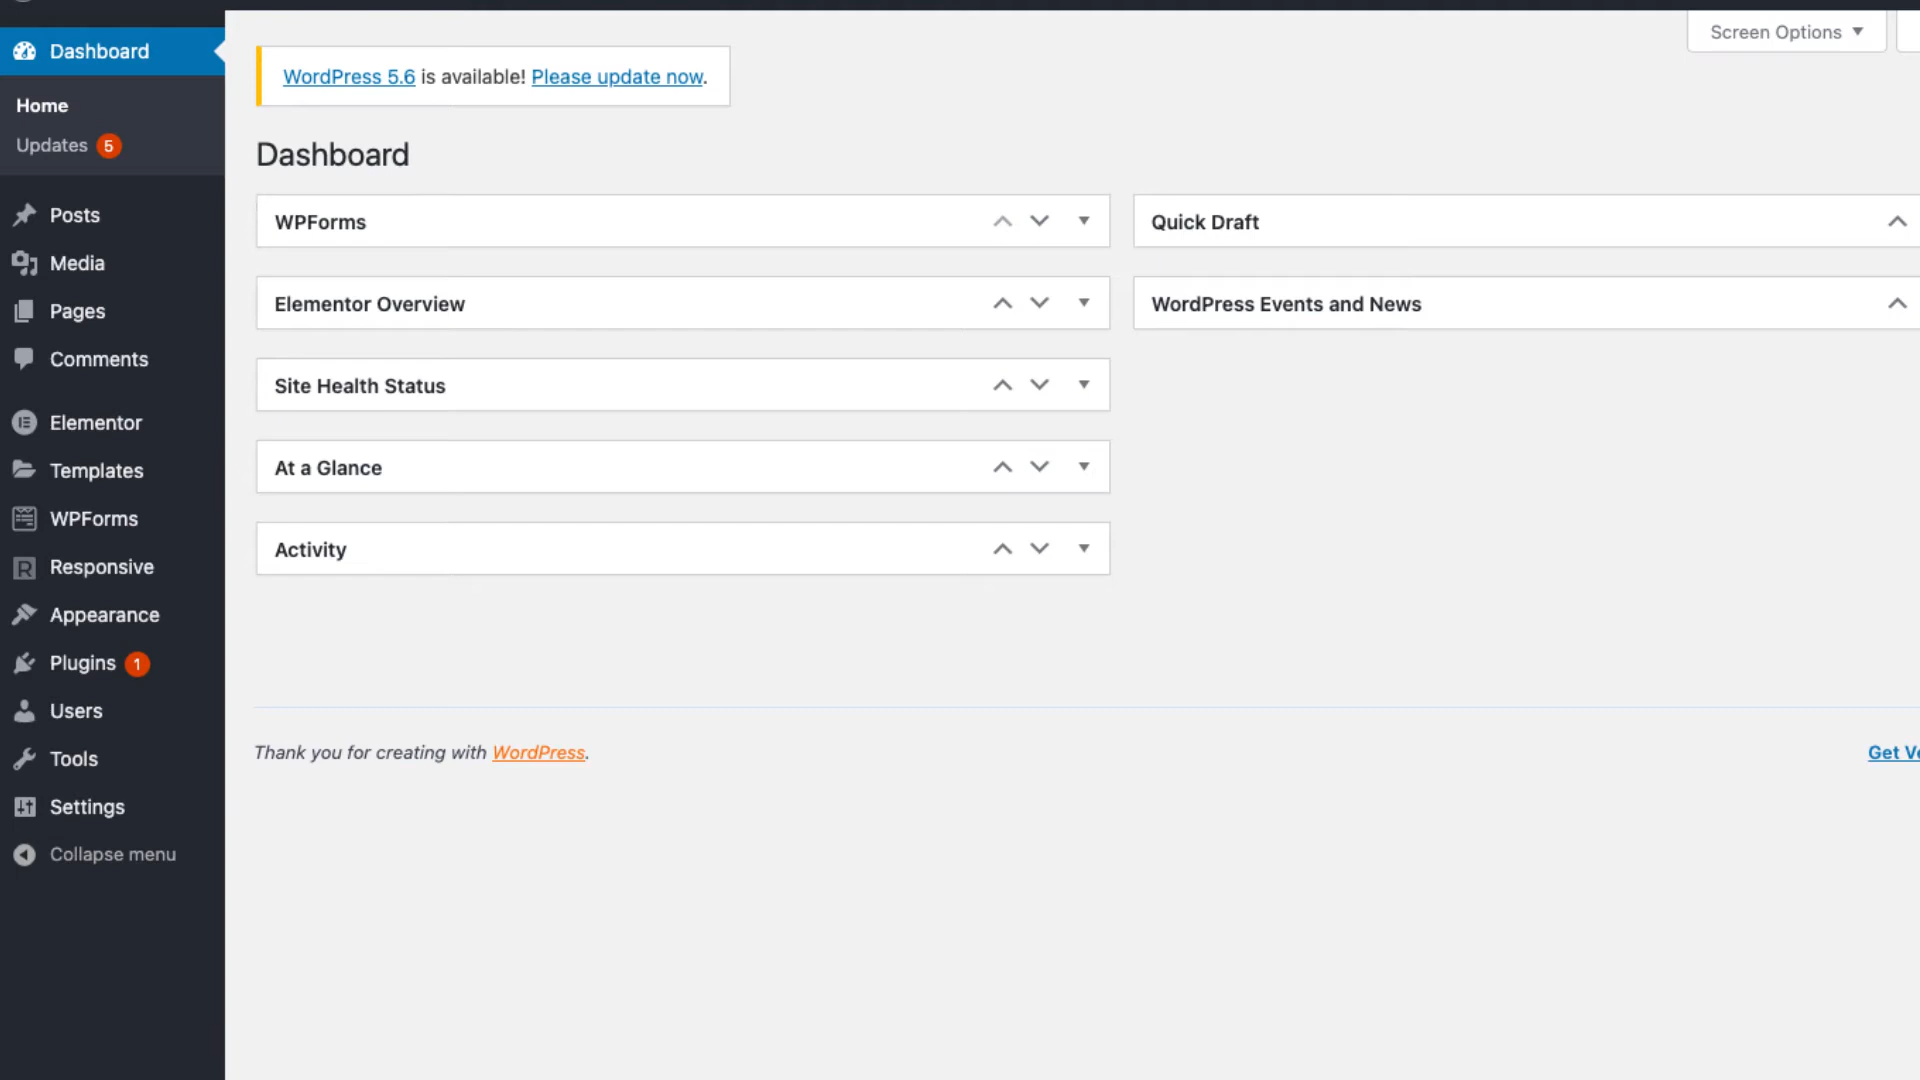 Dashboard
Home
Updates 5
Posts
Media
Pages
Comments
Elementor
Templates
WPForms
Responsive
Appearance
Plugins 1
Users
Tools
Settings
Collapse menu
Screen Options
WordPress 5.6 is available! Please update now.
Dashboard
WPForms
Elementor Overview
Site Health Status
At a Glance
Activity
Quick Draft
WordPress Events and News
Thank you for creating with WordPress.
Get